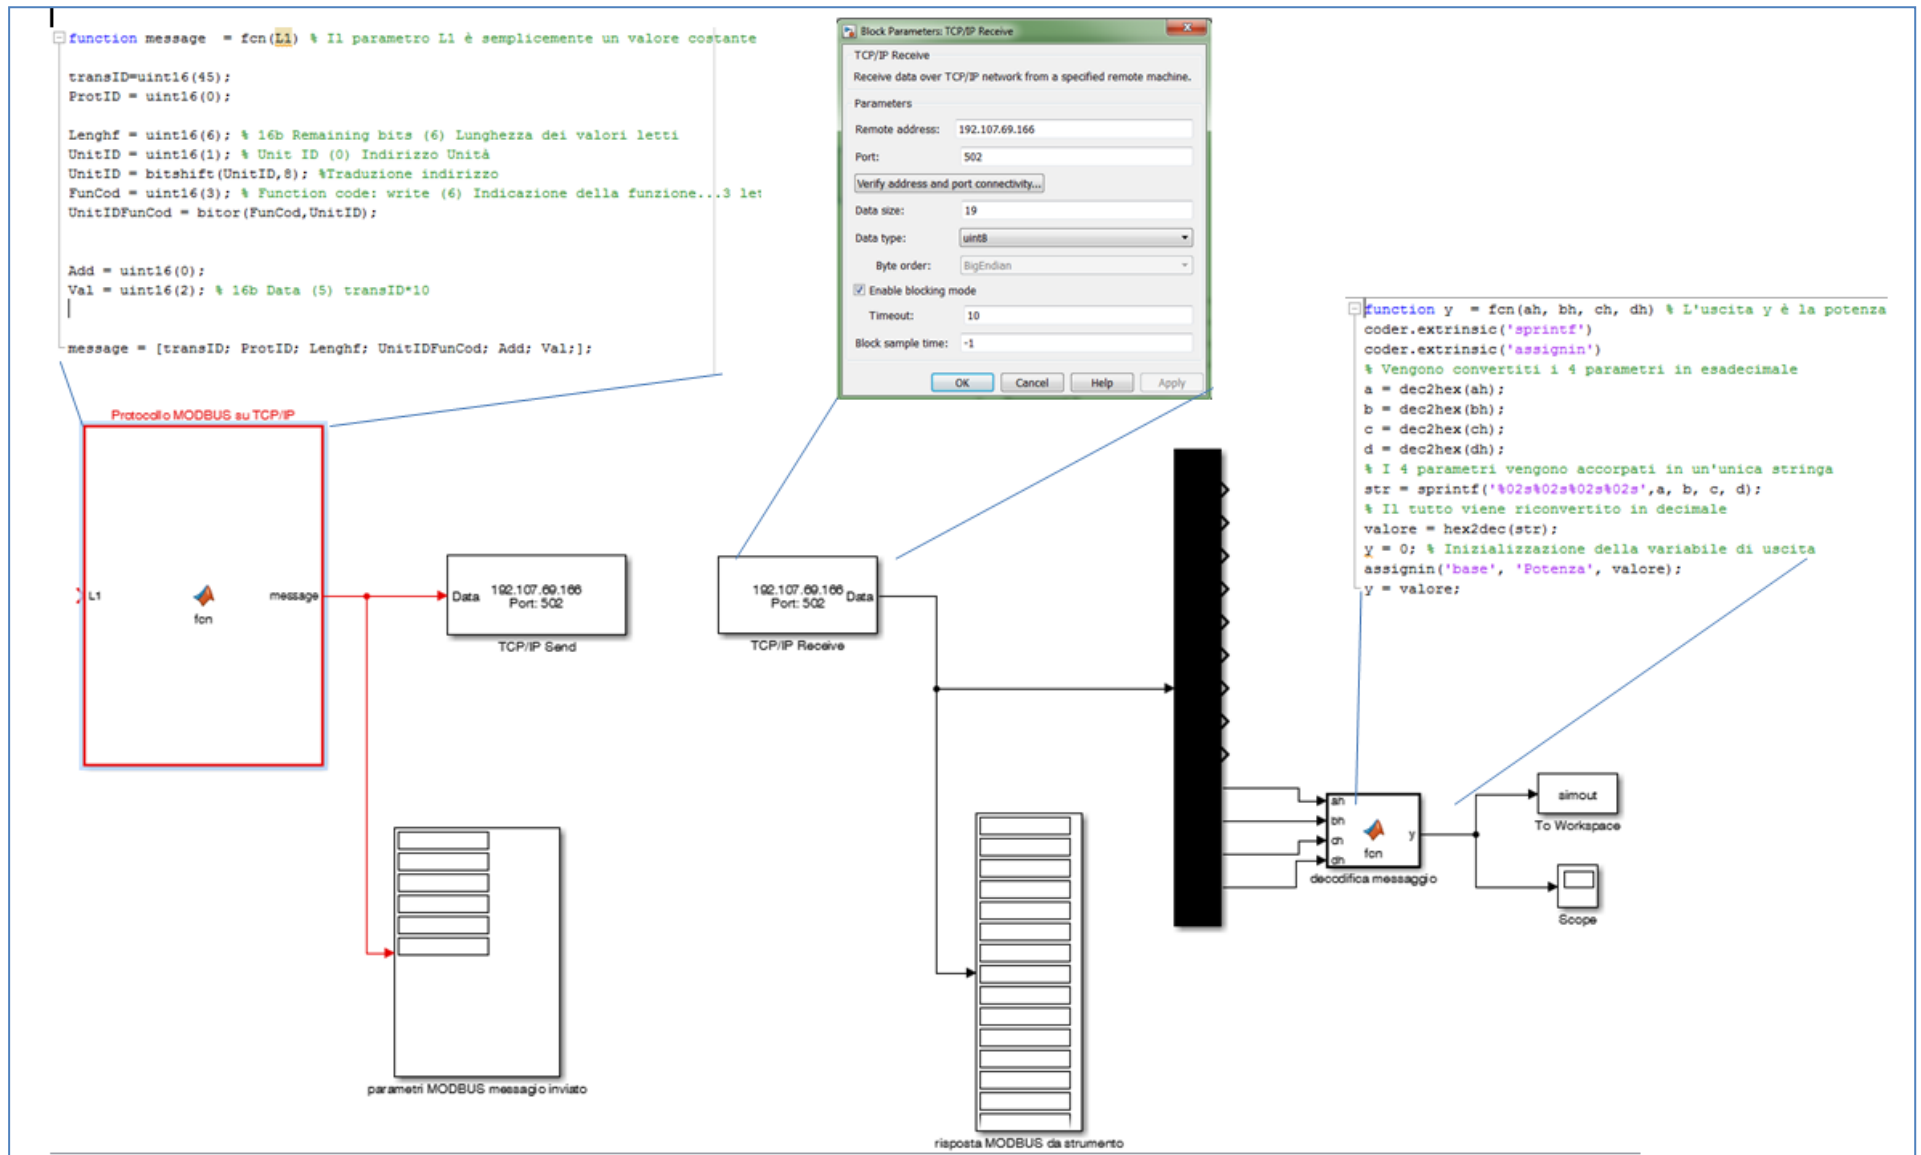 function message  = fcn(L1) % Il parametro L1 è semplicemente un valore costante
transID=uint16(45);
ProtID = uint16(0);
Lenghf = uint16(6); % 16b Remaining bits (6) Lunghezza dei valori letti
UnitID = uint16(1); % Unit ID (0) Indirizzo Unità
UnitID = bitshift(UnitID,8); %Traduzione indirizzo
FunCod = uint16(3); % Function code: write (6) Indicazione della funzione...3 let
UnitIDFunCod = bitor(FunCod,UnitID);
Add = uint16(0);
Val = uint16(2); % 16b Data (5) transID*10
message = [transID; ProtID; Lenghf; UnitIDFunCod; Add; Val;];
Block Parameters: TCP/IP Receive
TCP/IP Receive
Receive data over TCP/IP network from a specified remote machine.
Parameters
Remote address: 192.107.69.166
Port: 502
Verify address and port connectivity...
Data size: 19
Data type: uint8
Byte order: BigEndian
Enable blocking mode
Timeout: 10
Block sample time: -1
OK Cancel Help Apply
function y  = fcn(ah, bh, ch, dh) % L'uscita y è la potenza
coder.extrinsic('sprintf')
coder.extrinsic('assignin')
% Vengono convertiti i 4 parametri in esadecimale
a = dec2hex(ah);
b = dec2hex(bh);
c = dec2hex(ch);
d = dec2hex(dh);
% I 4 parametri vengono accorpati in un'unica stringa
str = sprintf('%02s%02s%02s%02s',a, b, c, d);
% Il tutto viene riconvertito in decimale
valore = hex2dec(str);
y = 0; % Inizializzazione della variabile di uscita
assignin('base', 'Potenza', valore);
y = valore;
Protocollo MODBUS su TCP/IP
L1
fcn
message
Data
192.107.69.166
Port: 502
TCP/IP Send
192.107.69.166
Port: 502
Data
TCP/IP Receive
ah
bh
ch
dh
fcn
y
decodifica messaggio
simout
To Workspace
Scope
parametri MODBUS messagio inviato
risposta MODBUS da strumento